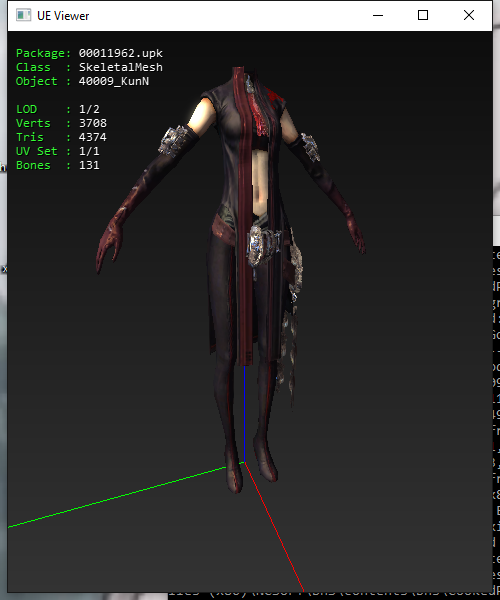 UE Viewer
Package: 00011962.upk
Class : SkeletalMesh
Object : 40009_KunN
LOD : 1/2
Verts : 3708
Tris : 4374
UV Set : 1/1
Bones : 131